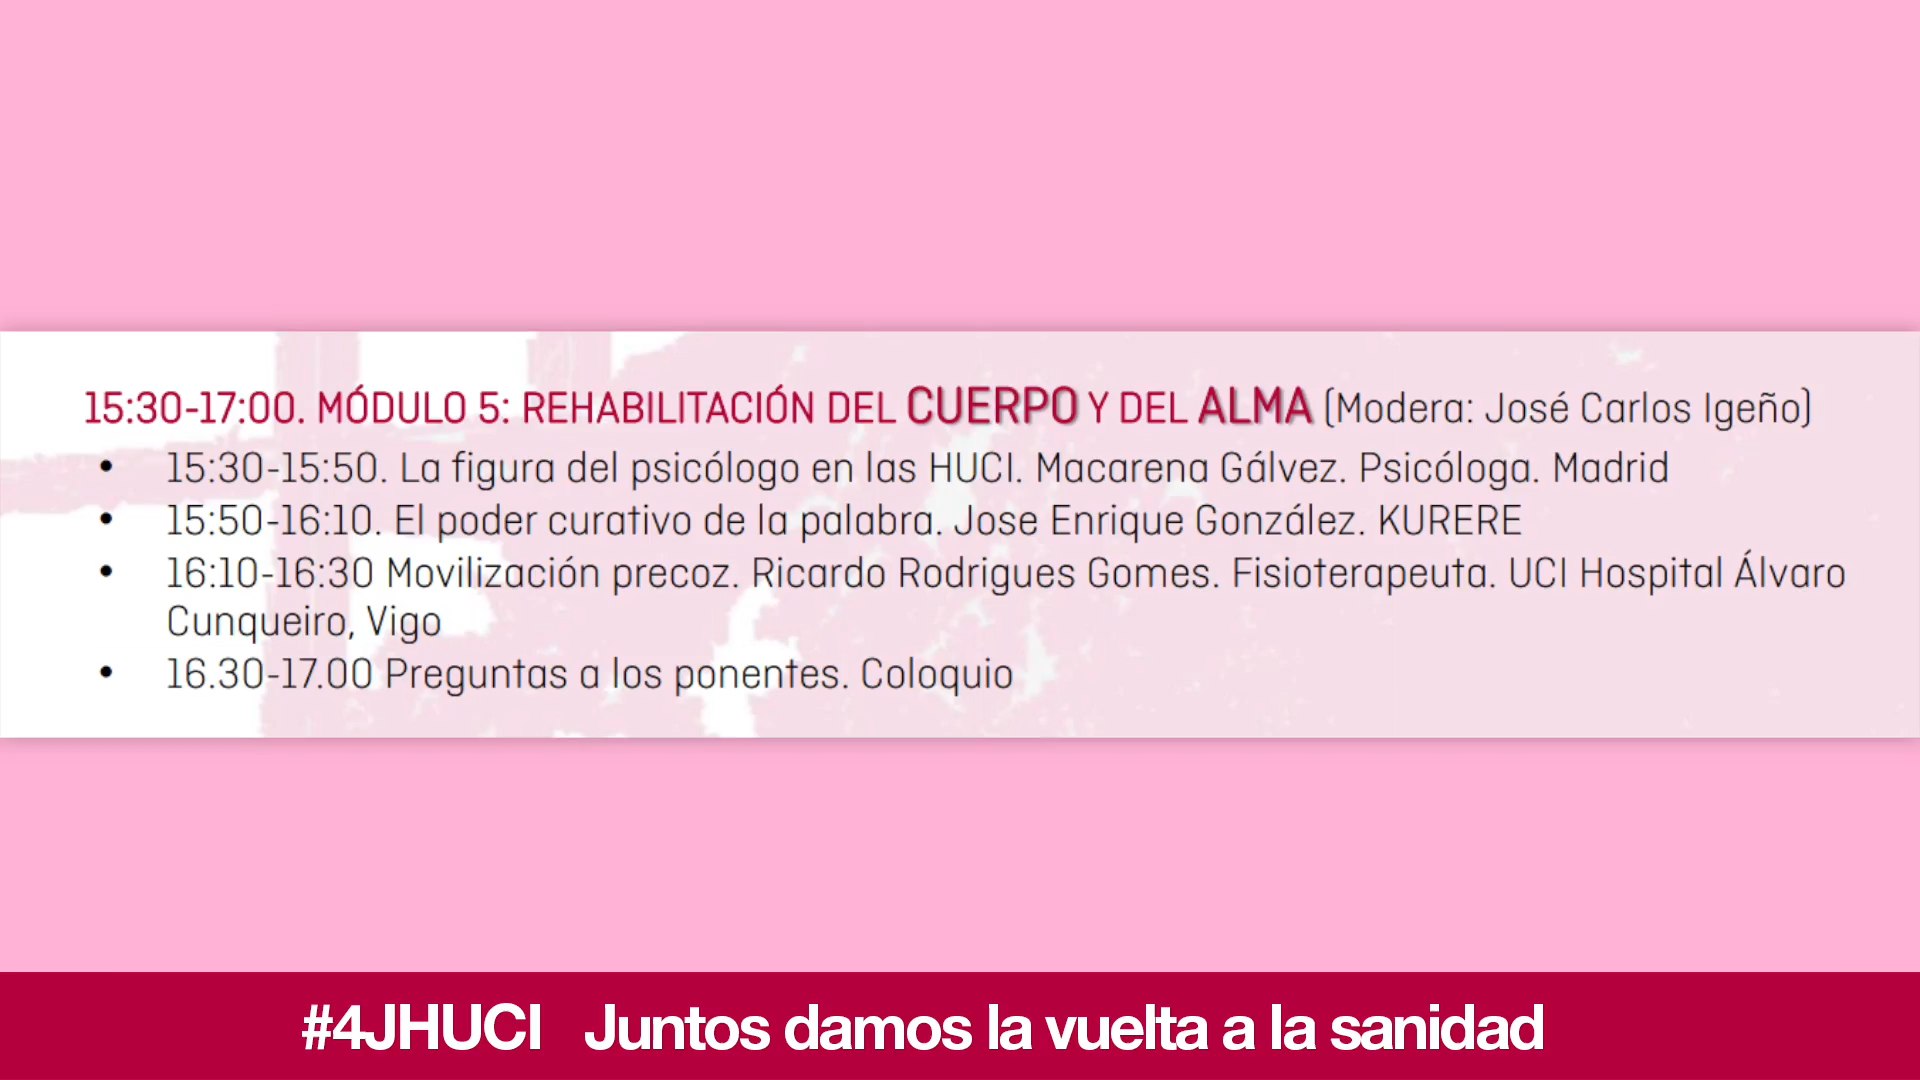 15:30-17:00. MÓDULO 5: REHABILITACIÓN DEL CUERPO Y DEL ALMA (Modera: José Carlos Igeño)
• 15:30-15:50. La figura del psicólogo en las HUCI. Macarena Gálvez. Psicóloga. Madrid
• 15:50-16:10. El poder curativo de la palabra. Jose Enrique González. KURERE
• 16:10-16:30 Movilización precoz. Ricardo Rodrigues Gomes. Fisioterapeuta. UCI Hospital Álvaro
Cunqueiro, Vigo
• 16.30-17.00 Preguntas a los ponentes. Coloquio
#4JHUCI Juntos damos la vuelta a la sanidad